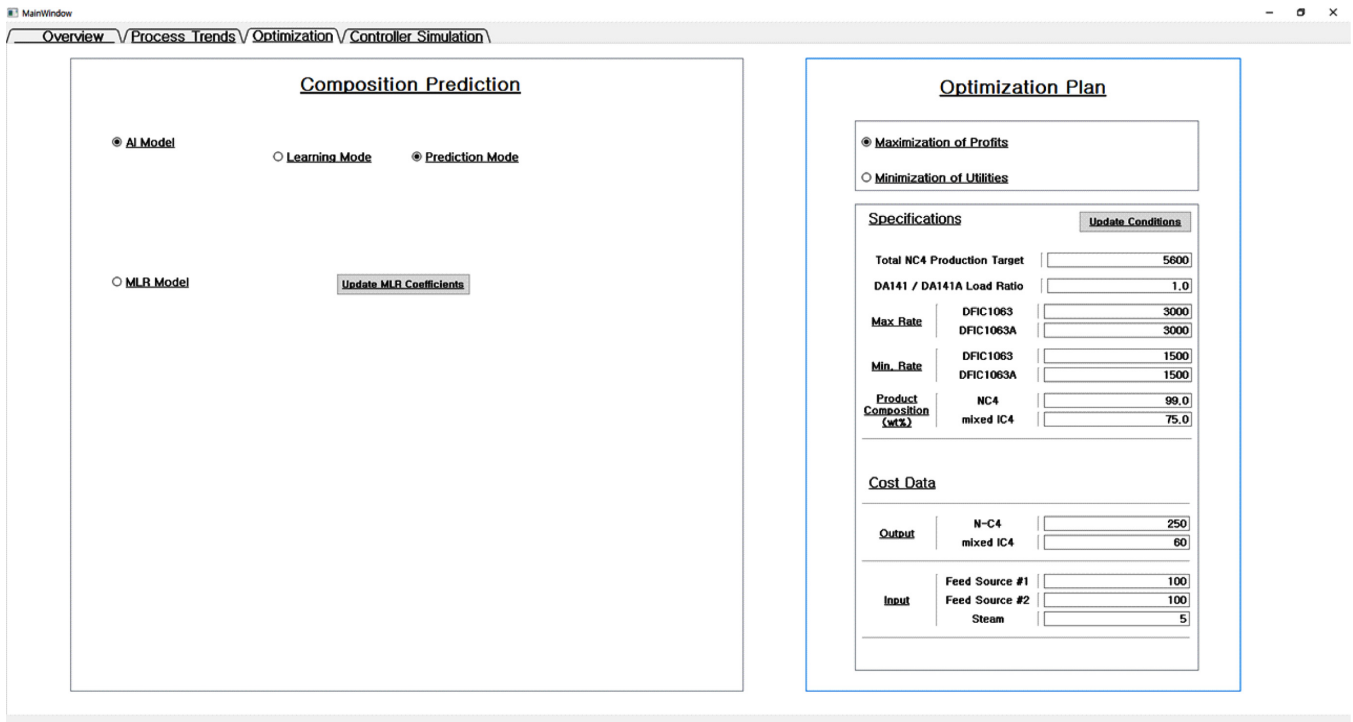 MainWindow
Overview Process Trends Optimization Controller Simulation
Composition Prediction
AI Model
Learning Mode Prediction Mode
MLR Model Update MLR Coefficients
Optimization Plan
Maximization of Profits
Minimization of Utilities
Specifications Update Conditions
Total NC4 Production Target 5600
DA141 / DA141A Load Ratio 1.0
Max Rate
DFIC1063 3000
DFIC1063A 3000
Min. Rate
DFIC1063 1500
DFIC1063A 1500
Product
Composition
(wt%)
NC4 99.0
mixed IC4 75.0
Cost Data
Output
N-C4 250
mixed IC4 60
Input
Feed Source #1 100
Feed Source #2 100
Steam 5